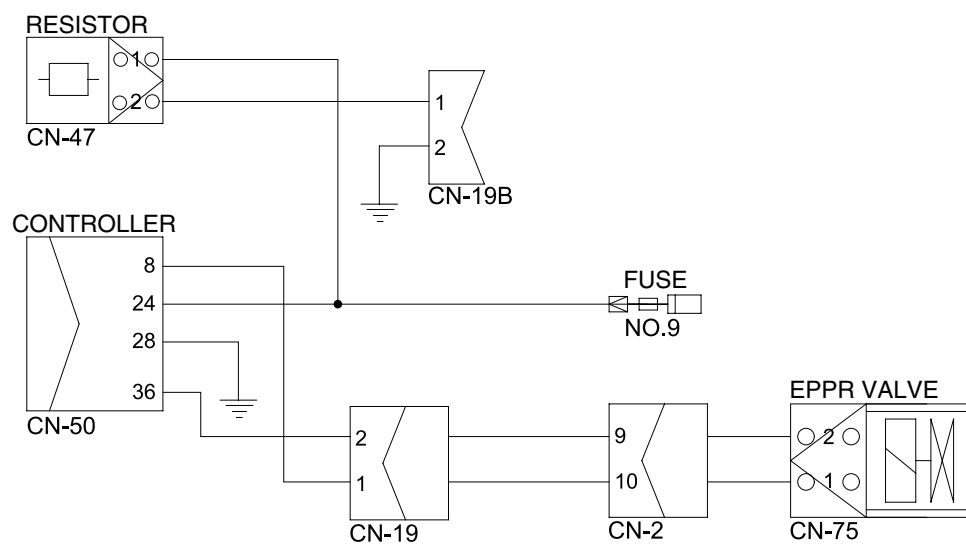 RESISTOR
1
2
CN-47
1
2
CN-19B
CONTROLLER
8
24
28
36
CN-50
FUSE
NO.9
2
1
CN-19
9
10
CN-2
EPPR VALVE
2
1
CN-75